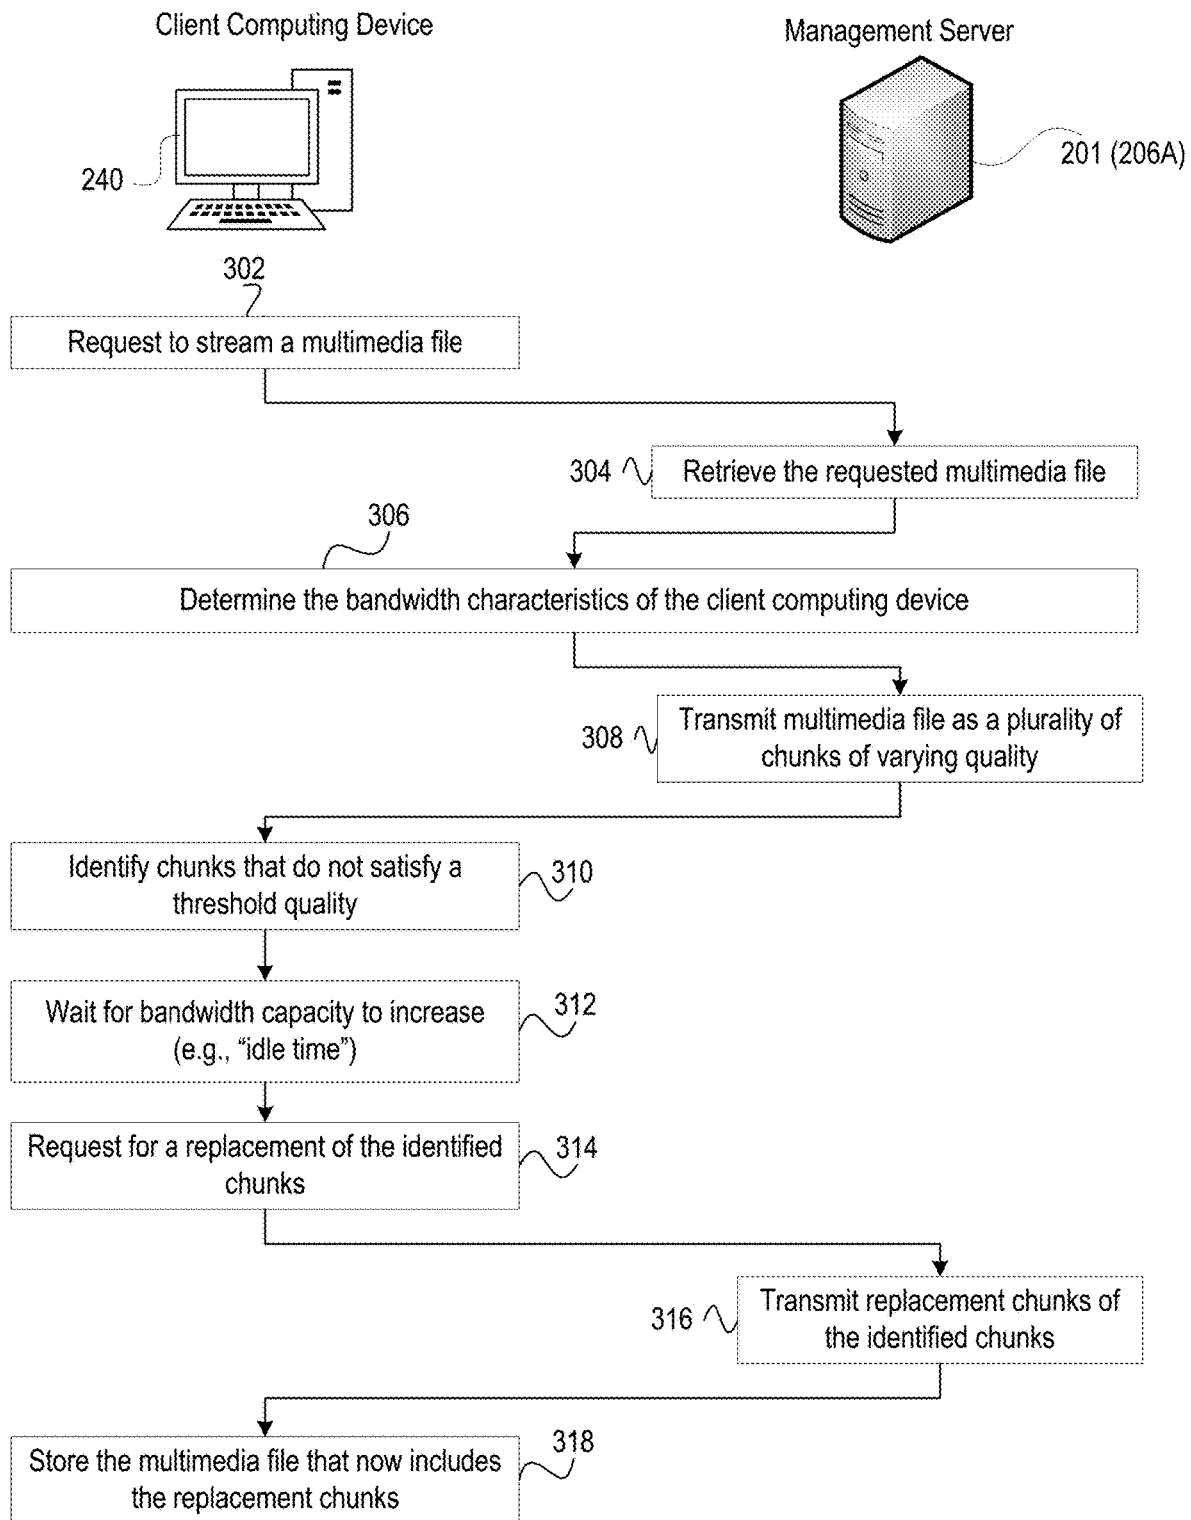 Client Computing Device
Management Server
240
201 (206A)
302
Request to stream a multimedia file
304
Retrieve the requested multimedia file
306
Determine the bandwidth characteristics of the client computing device
308
Transmit multimedia file as a plurality of
chunks of varying quality
Identify chunks that do not satisfy a
threshold quality
310
Wait for bandwidth capacity to increase
(e.g., “idle time”)
312
Request for a replacement of the identified
chunks
314
316
Transmit replacement chunks of
the identified chunks
Store the multimedia file that now includes
the replacement chunks
318